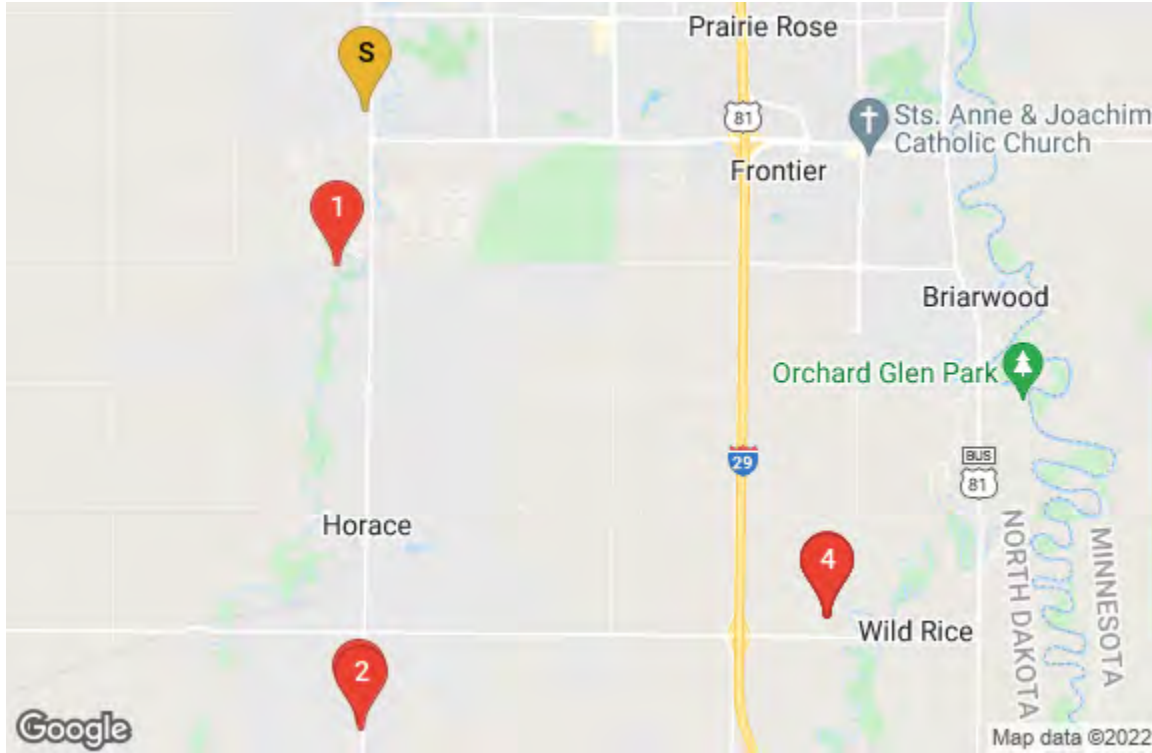 Prairie Rose
S
81
Sts. Anne & Joachim
Catholic Church
Frontier
1
Briarwood
Orchard Glen Park
29
BUS
81
Horace
MINNESOTA
NORTH DAKOTA
4
Wild Rice
2
Google
Map data ©2022